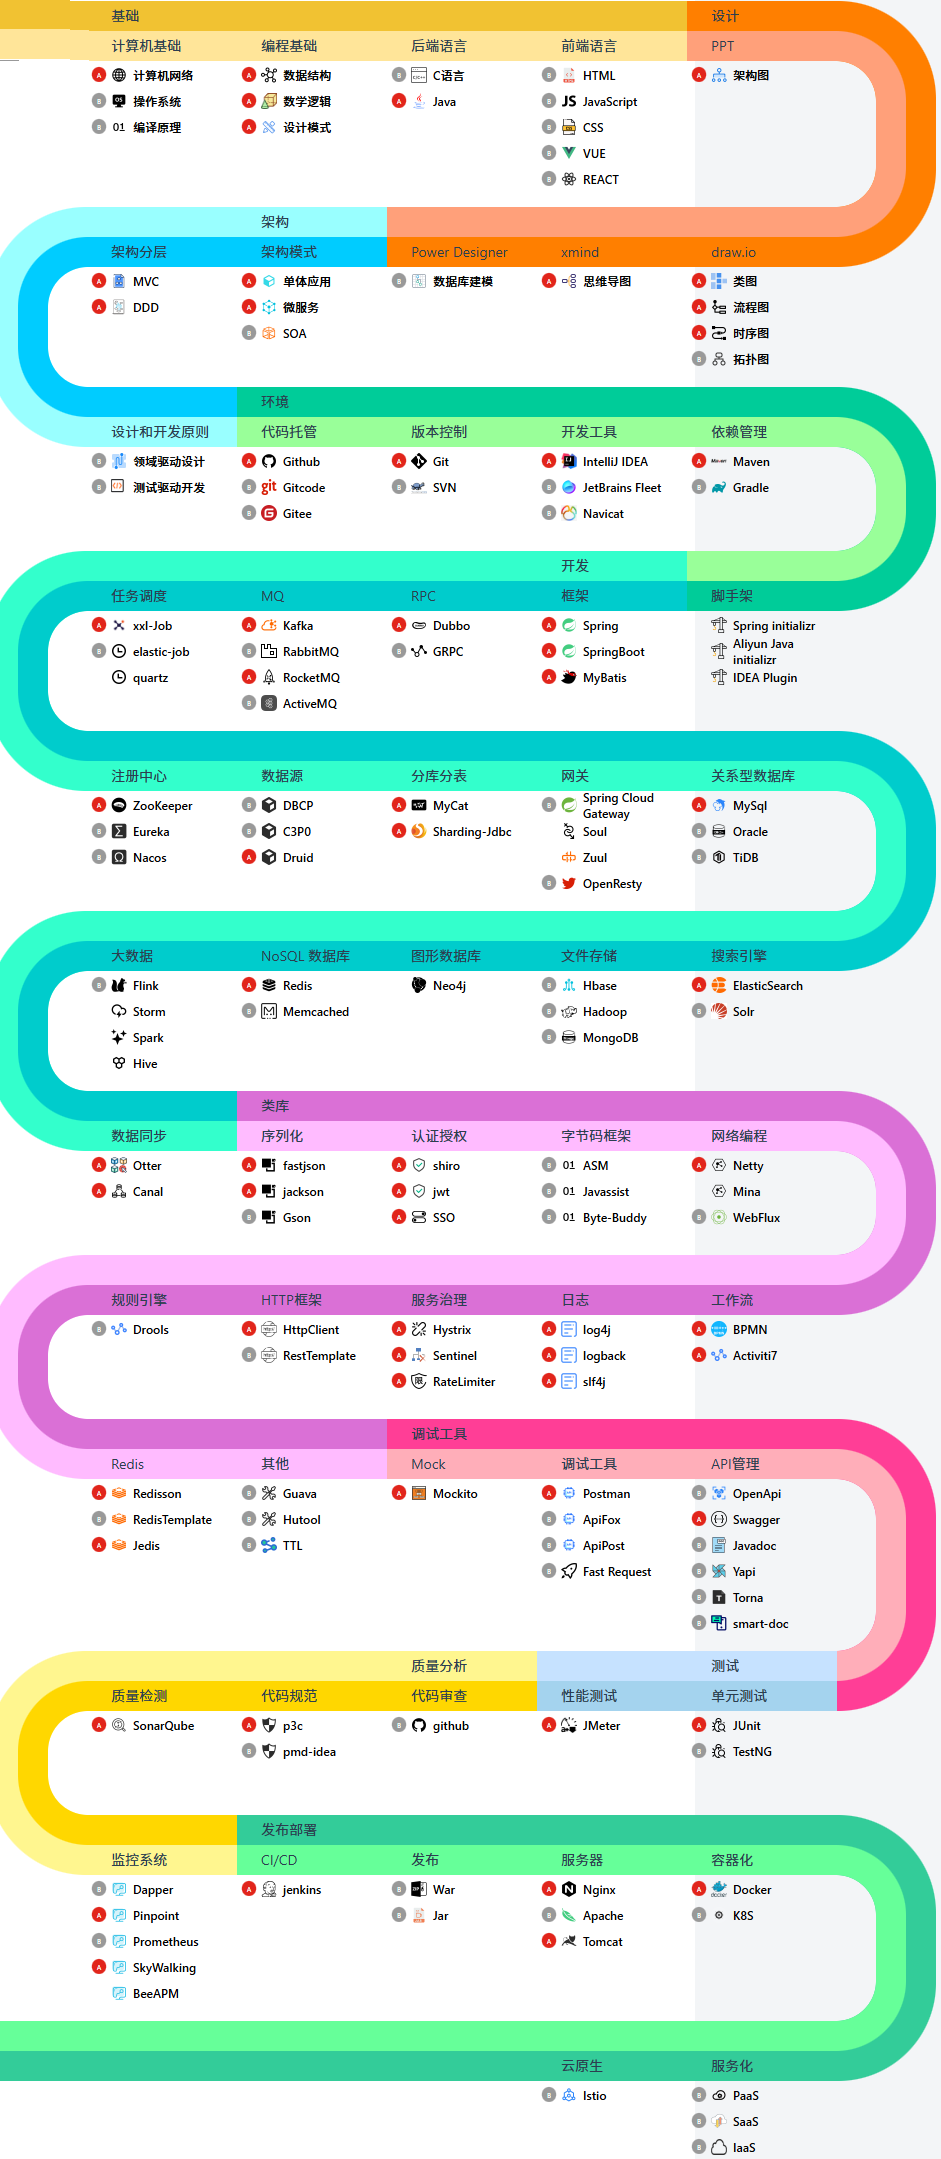 基础 设计
计算机基础 编程基础 后端语言 前端语言 PPT
A 计算机网络 A 数据结构 B C语言 B HTML A 架构图
B OS 操作系统 A 数学逻辑 A Java B JS JavaScript
B 01 编译原理 A 设计模式 B CSS
B VUE
B REACT
架构
架构分层 架构模式 Power Designer xmind draw.io
A MVC A 单体应用 B 数据库建模 A 思维导图 A 类图
A DDD A 微服务 A 流程图
B SOA A 时序图
B 拓扑图
环境
设计和开发原则 代码托管 版本控制 开发工具 依赖管理
B 领域驱动设计 A Github A Git A IntelliJ IDEA A Maven
B 测试驱动开发 B git Gitcode B SVN B JetBrains Fleet B Gradle
B Gitee B Navicat
开发
任务调度 MQ RPC 框架 脚手架
A xxl-Job A Kafka A Dubbo A Spring Spring initializr
B elastic-job B RabbitMQ B GRPC A SpringBoot Aliyun Java
initializr
quartz A RocketMQ A MyBatis IDEA Plugin
B ActiveMQ
注册中心 数据源 分库分表 网关 关系型数据库
A ZooKeeper B DBCP A MyCat B Spring Cloud A MySql
Gateway
B Eureka B C3P0 A Sharding-Jdbc Soul B Oracle
B Nacos A Druid Zuul B TiDB
B OpenResty
大数据 NoSQL 数据库 图形数据库 文件存储 搜索引擎
B Flink A Redis Neo4j B Hbase A ElasticSearch
Storm B Memcached B Hadoop B Solr
Spark B MongoDB
Hive
类库
数据同步 序列化 认证授权 字节码框架 网络编程
A Otter A fastjson A shiro B 01 ASM A Netty
A Canal A jackson A jwt B 01 Javassist Mina
B Gson A SSO B 01 Byte-Buddy B WebFlux
规则引擎 HTTP框架 服务治理 日志 工作流
B Drools A HttpClient A Hystrix A log4j A BPMN
B RestTemplate A Sentinel A logback A Activiti7
A RateLimiter A slf4j
调试工具
Redis 其他 Mock 调试工具 API管理
A Redisson B Guava A Mockito A Postman B OpenApi
B RedisTemplate B Hutool B ApiFox A Swagger
A Jedis B TTL B ApiPost B Javadoc
B Fast Request B Yapi
B Torna
B smart-doc
质量分析 测试
质量检测 代码规范 代码审查 性能测试 单元测试
A SonarQube A p3c B github A JMeter A JUnit
B pmd-idea B TestNG
发布部署
监控系统 CI/CD 发布 服务器 容器化
B Dapper A jenkins B War A Nginx A Docker
A Pinpoint B Jar B Apache B K8S
B Prometheus A Tomcat
A SkyWalking
BeeAPM
云原生 服务化
B Istio B PaaS
B SaaS
B IaaS